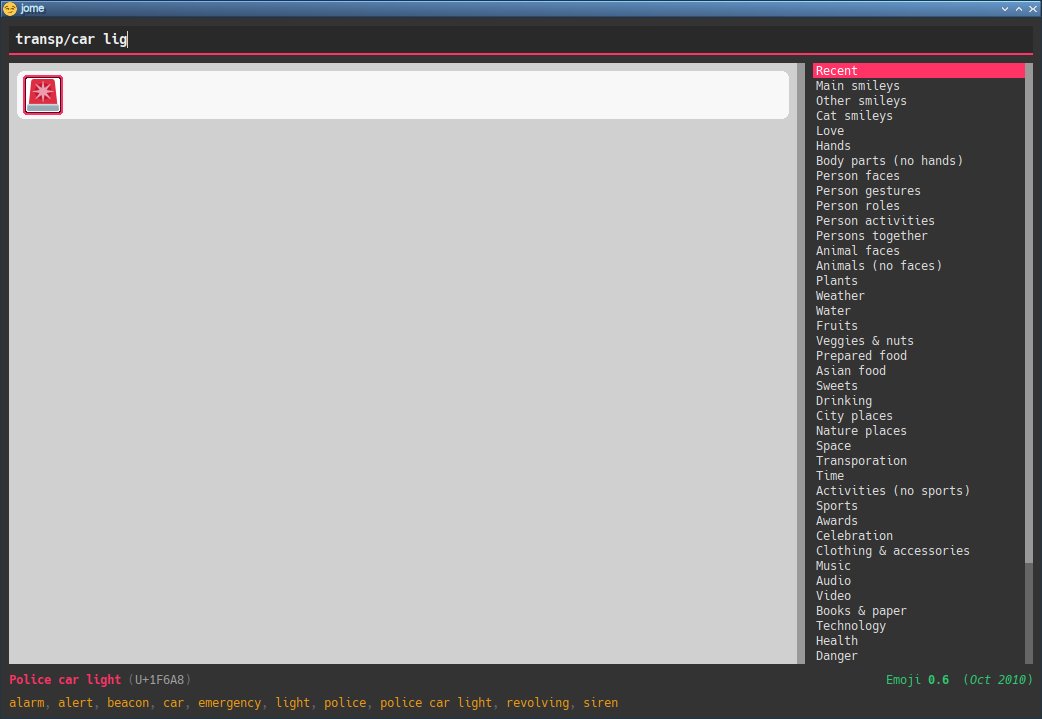 jome
transp/car lig
Recent
Main smileys
Other smileys
Cat smileys
Love
Hands
Body parts (no hands)
Person faces
Person gestures
Person roles
Person activities
Persons together
Animal faces
Animals (no faces)
Plants
Weather
Water
Fruits
Veggies & nuts
Prepared food
Asian food
Sweets
Drinking
City places
Nature places
Space
Transporation
Time
Activities (no sports)
Sports
Awards
Celebration
Clothing & accessories
Music
Audio
Video
Books & paper
Technology
Health
Danger
Police car light (U+1F6A8) Emoji 0.6 (Oct 2010)
alarm, alert, beacon, car, emergency, light, police, police car light, revolving, siren